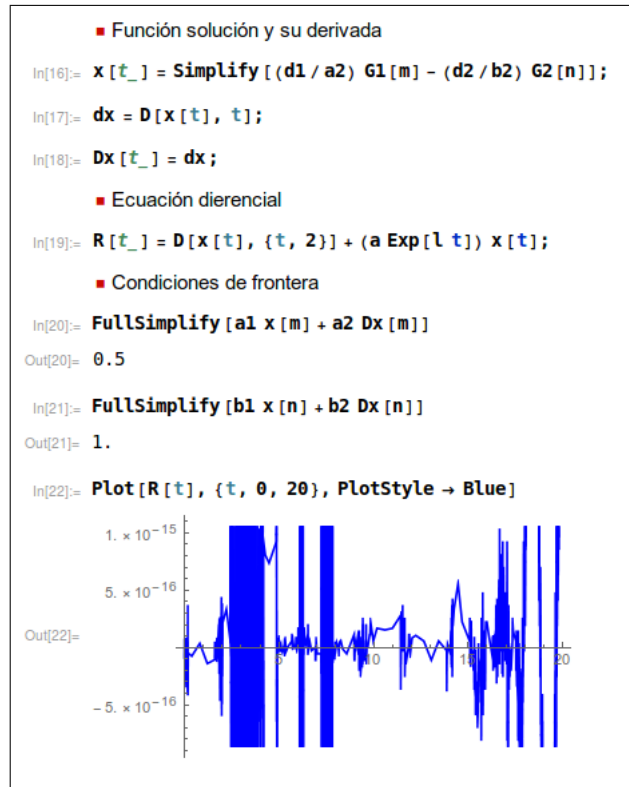 ▪ Función solución y su derivada
In[16]:= x[t_] = Simplify[(d1 / a2) G1[m] - (d2 / b2) G2[n]];
In[17]:= dx = D[x[t], t];
In[18]:= Dx[t_] = dx;
▪ Ecuación dierencial
In[19]:= R[t_] = D[x[t], {t, 2}] + (a Exp[l t]) x[t];
▪ Condiciones de frontera
In[20]:= FullSimplify[a1 x[m] + a2 Dx[m]]
Out[20]= 0.5
In[21]:= FullSimplify[b1 x[n] + b2 Dx[n]]
Out[21]= 1.
In[22]:= Plot[R[t], {t, 0, 20}, PlotStyle → Blue]
1. × 10⁻¹⁵
5. × 10⁻¹⁶
Out[22]=
5 10 15 20
-5. × 10⁻¹⁶